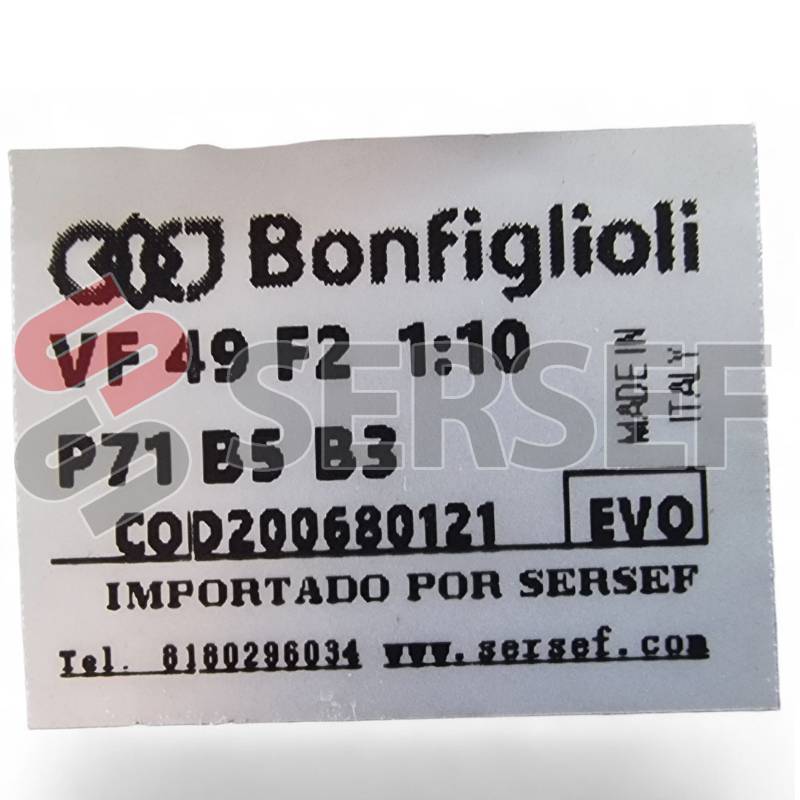 Bonfiglioli
VF 49 F2 1:10
MADE IN
ITALY
P71 B5 B3
COD200680121
EVO
IMPORTADO POR SERSEF
Tel. 8180296034 www.sersef.com
SERSEF